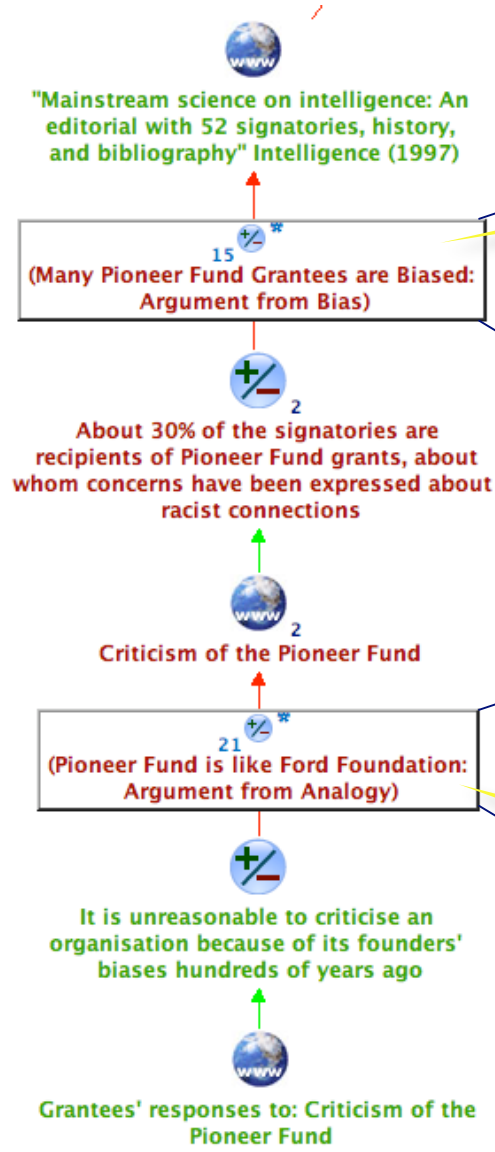 www
"Mainstream science on intelligence: An
editorial with 52 signatories, history,
and bibliography" Intelligence (1997)
15 +/- *
(Many Pioneer Fund Grantees are Biased:
Argument from Bias)
+/- 2
About 30% of the signatories are
recipients of Pioneer Fund grants, about
whom concerns have been expressed about
racist connections
www 2
Criticism of the Pioneer Fund
21 +/- *
(Pioneer Fund is like Ford Foundation:
Argument from Analogy)
+/-
It is unreasonable to criticise an
organisation because of its founders'
biases hundreds of years ago
www
Grantees' responses to: Criticism of the
Pioneer Fund